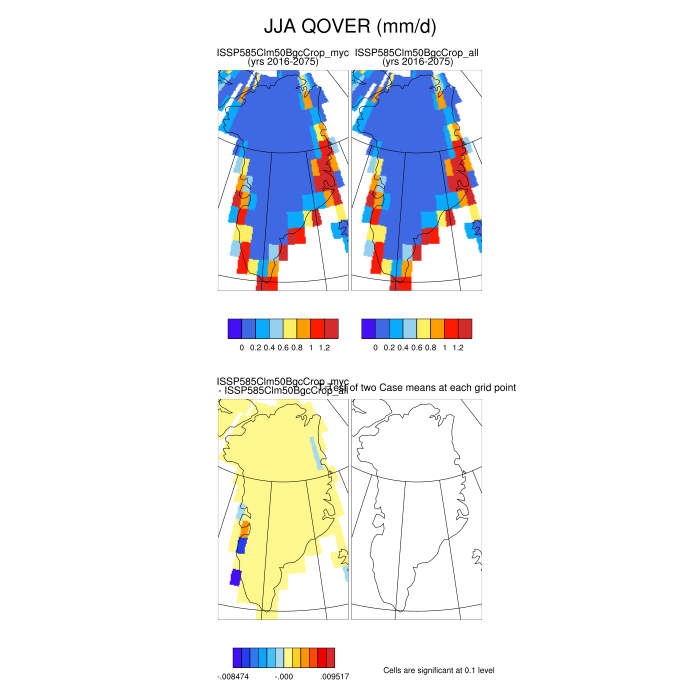 JJA QOVER (mm/d)
ISSP585Clm50BgcCrop_myc
(yrs 2016-2075)
ISSP585Clm50BgcCrop_all
(yrs 2016-2075)
0 0.2 0.4 0.6 0.8 1 1.2
0 0.2 0.4 0.6 0.8 1 1.2
ISSP585Clm50BgcCrop_myc
- ISSP585Clm50BgcCrop_all
T-Test of two Case means at each grid point
-.008474 -.000 .009517
Cells are significant at 0.1 level